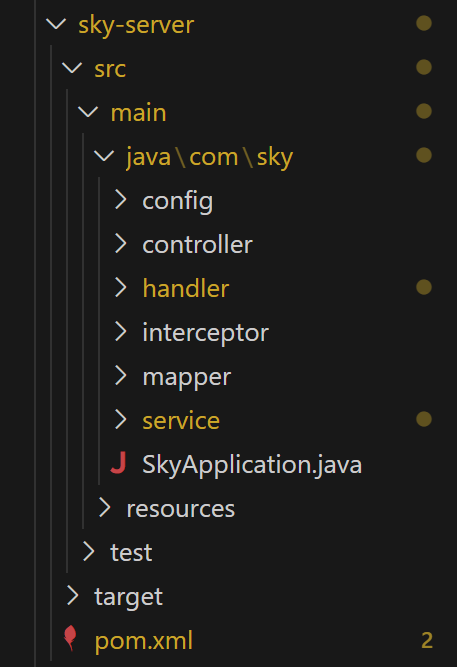 sky-server
src
main
java\com\sky
config
controller
handler
interceptor
mapper
service
SkyApplication.java
resources
test
target
pom.xml 2